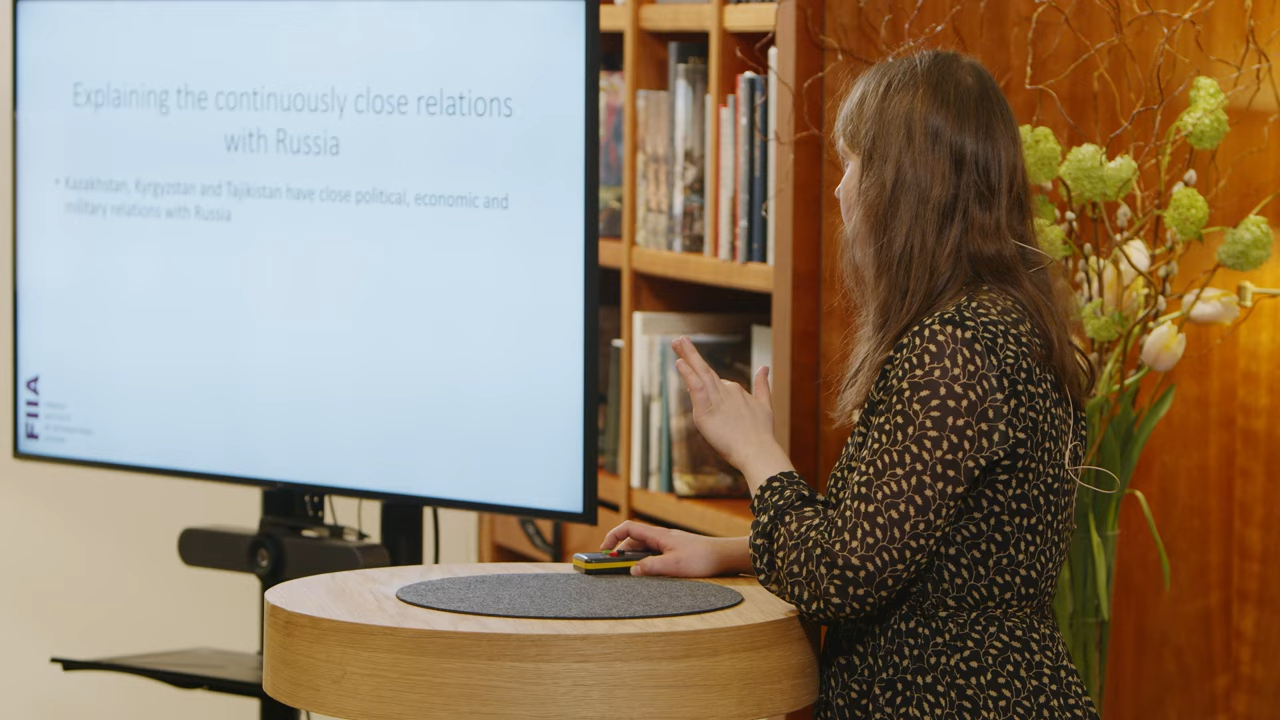 Explaining the continuously close relations
with Russia
• Kazakhstan, Kyrgyzstan and Tajikistan have close political, economic and
military relations with Russia
FIIA